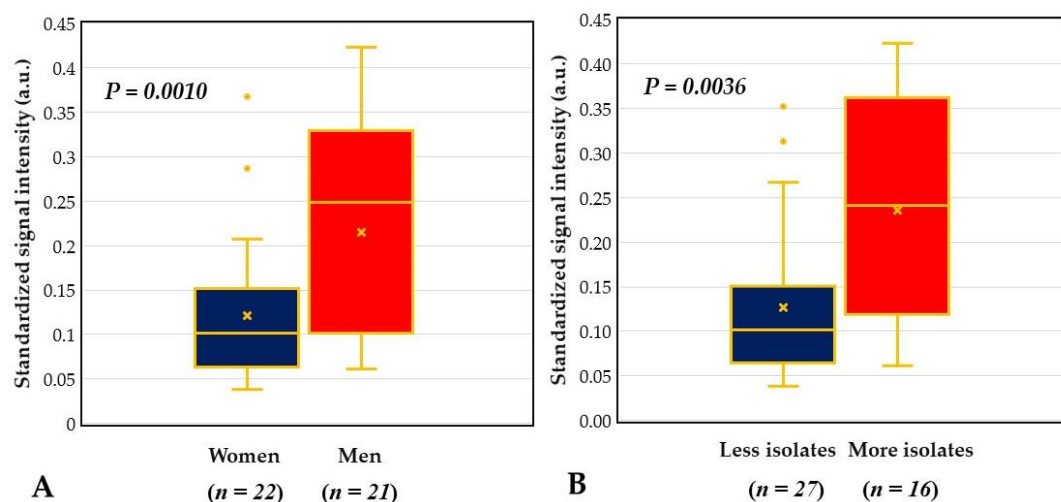 Standardized signal intensity (a.u.)
0.45
0.4
0.35
0.3
0.25
0.2
0.15
0.1
0.05
0
P = 0.0010
Women
Men
(n = 22)
(n = 21)
A
Standardized signal intensity (a.u.)
0.45
0.40
0.35
0.30
0.25
0.20
0.15
0.10
0.05
0.00
P = 0.0036
Less isolates
More isolates
(n = 27)
(n = 16)
B